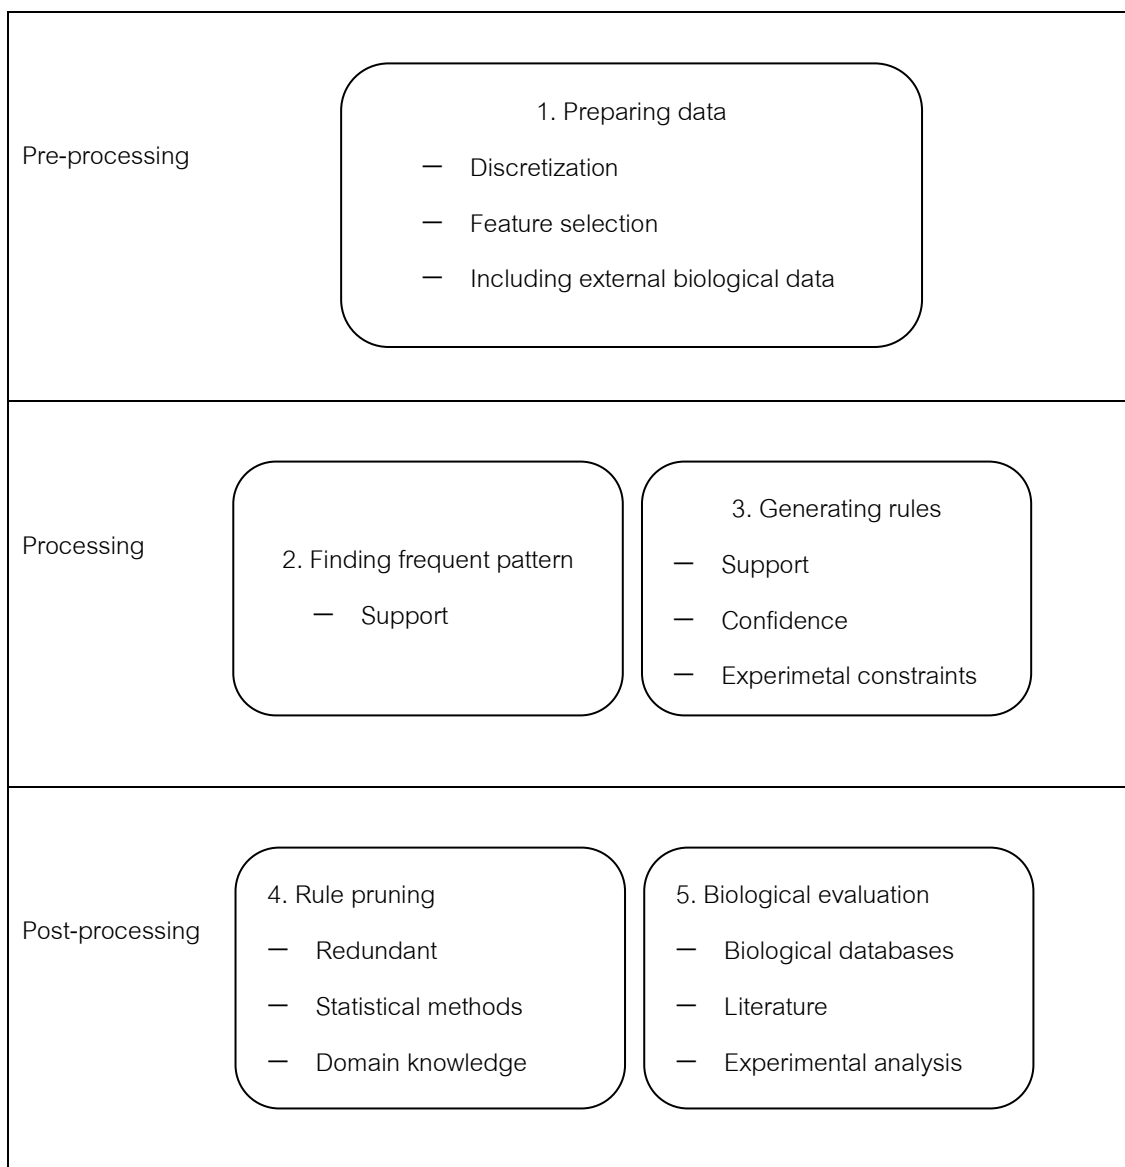 Pre-processing
1. Preparing data
— Discretization
— Feature selection
— Including external biological data
Processing
2. Finding frequent pattern
— Support
3. Generating rules
— Support
— Confidence
— Experimetal constraints
Post-processing
4. Rule pruning
— Redundant
— Statistical methods
— Domain knowledge
5. Biological evaluation
— Biological databases
— Literature
— Experimental analysis